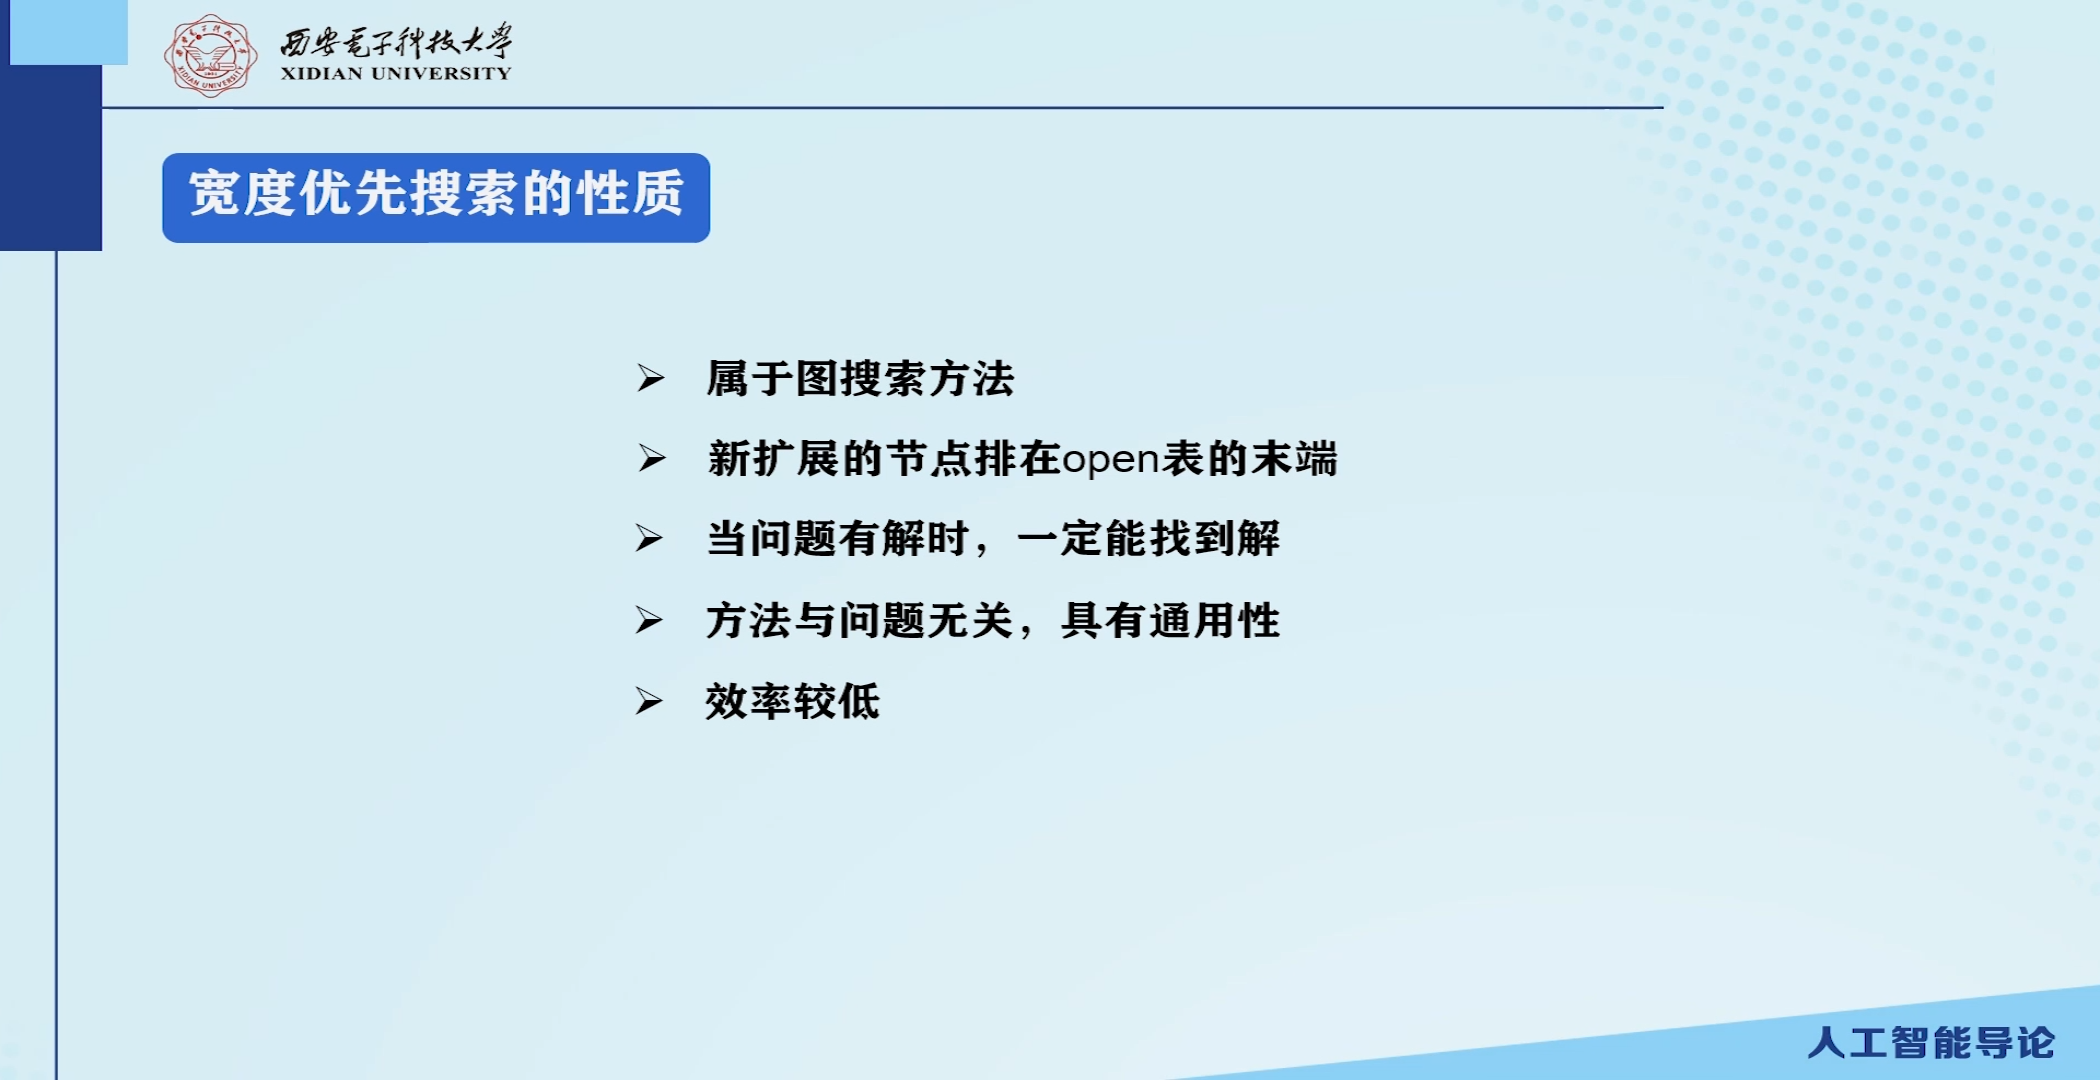 西安电子科技大学
XIDIAN UNIVERSITY
宽度优先搜索的性质
➢ 属于图搜索方法
➢ 新扩展的节点排在open表的末端
➢ 当问题有解时，一定能找到解
➢ 方法与问题无关，具有通用性
➢ 效率较低
人工智能导论